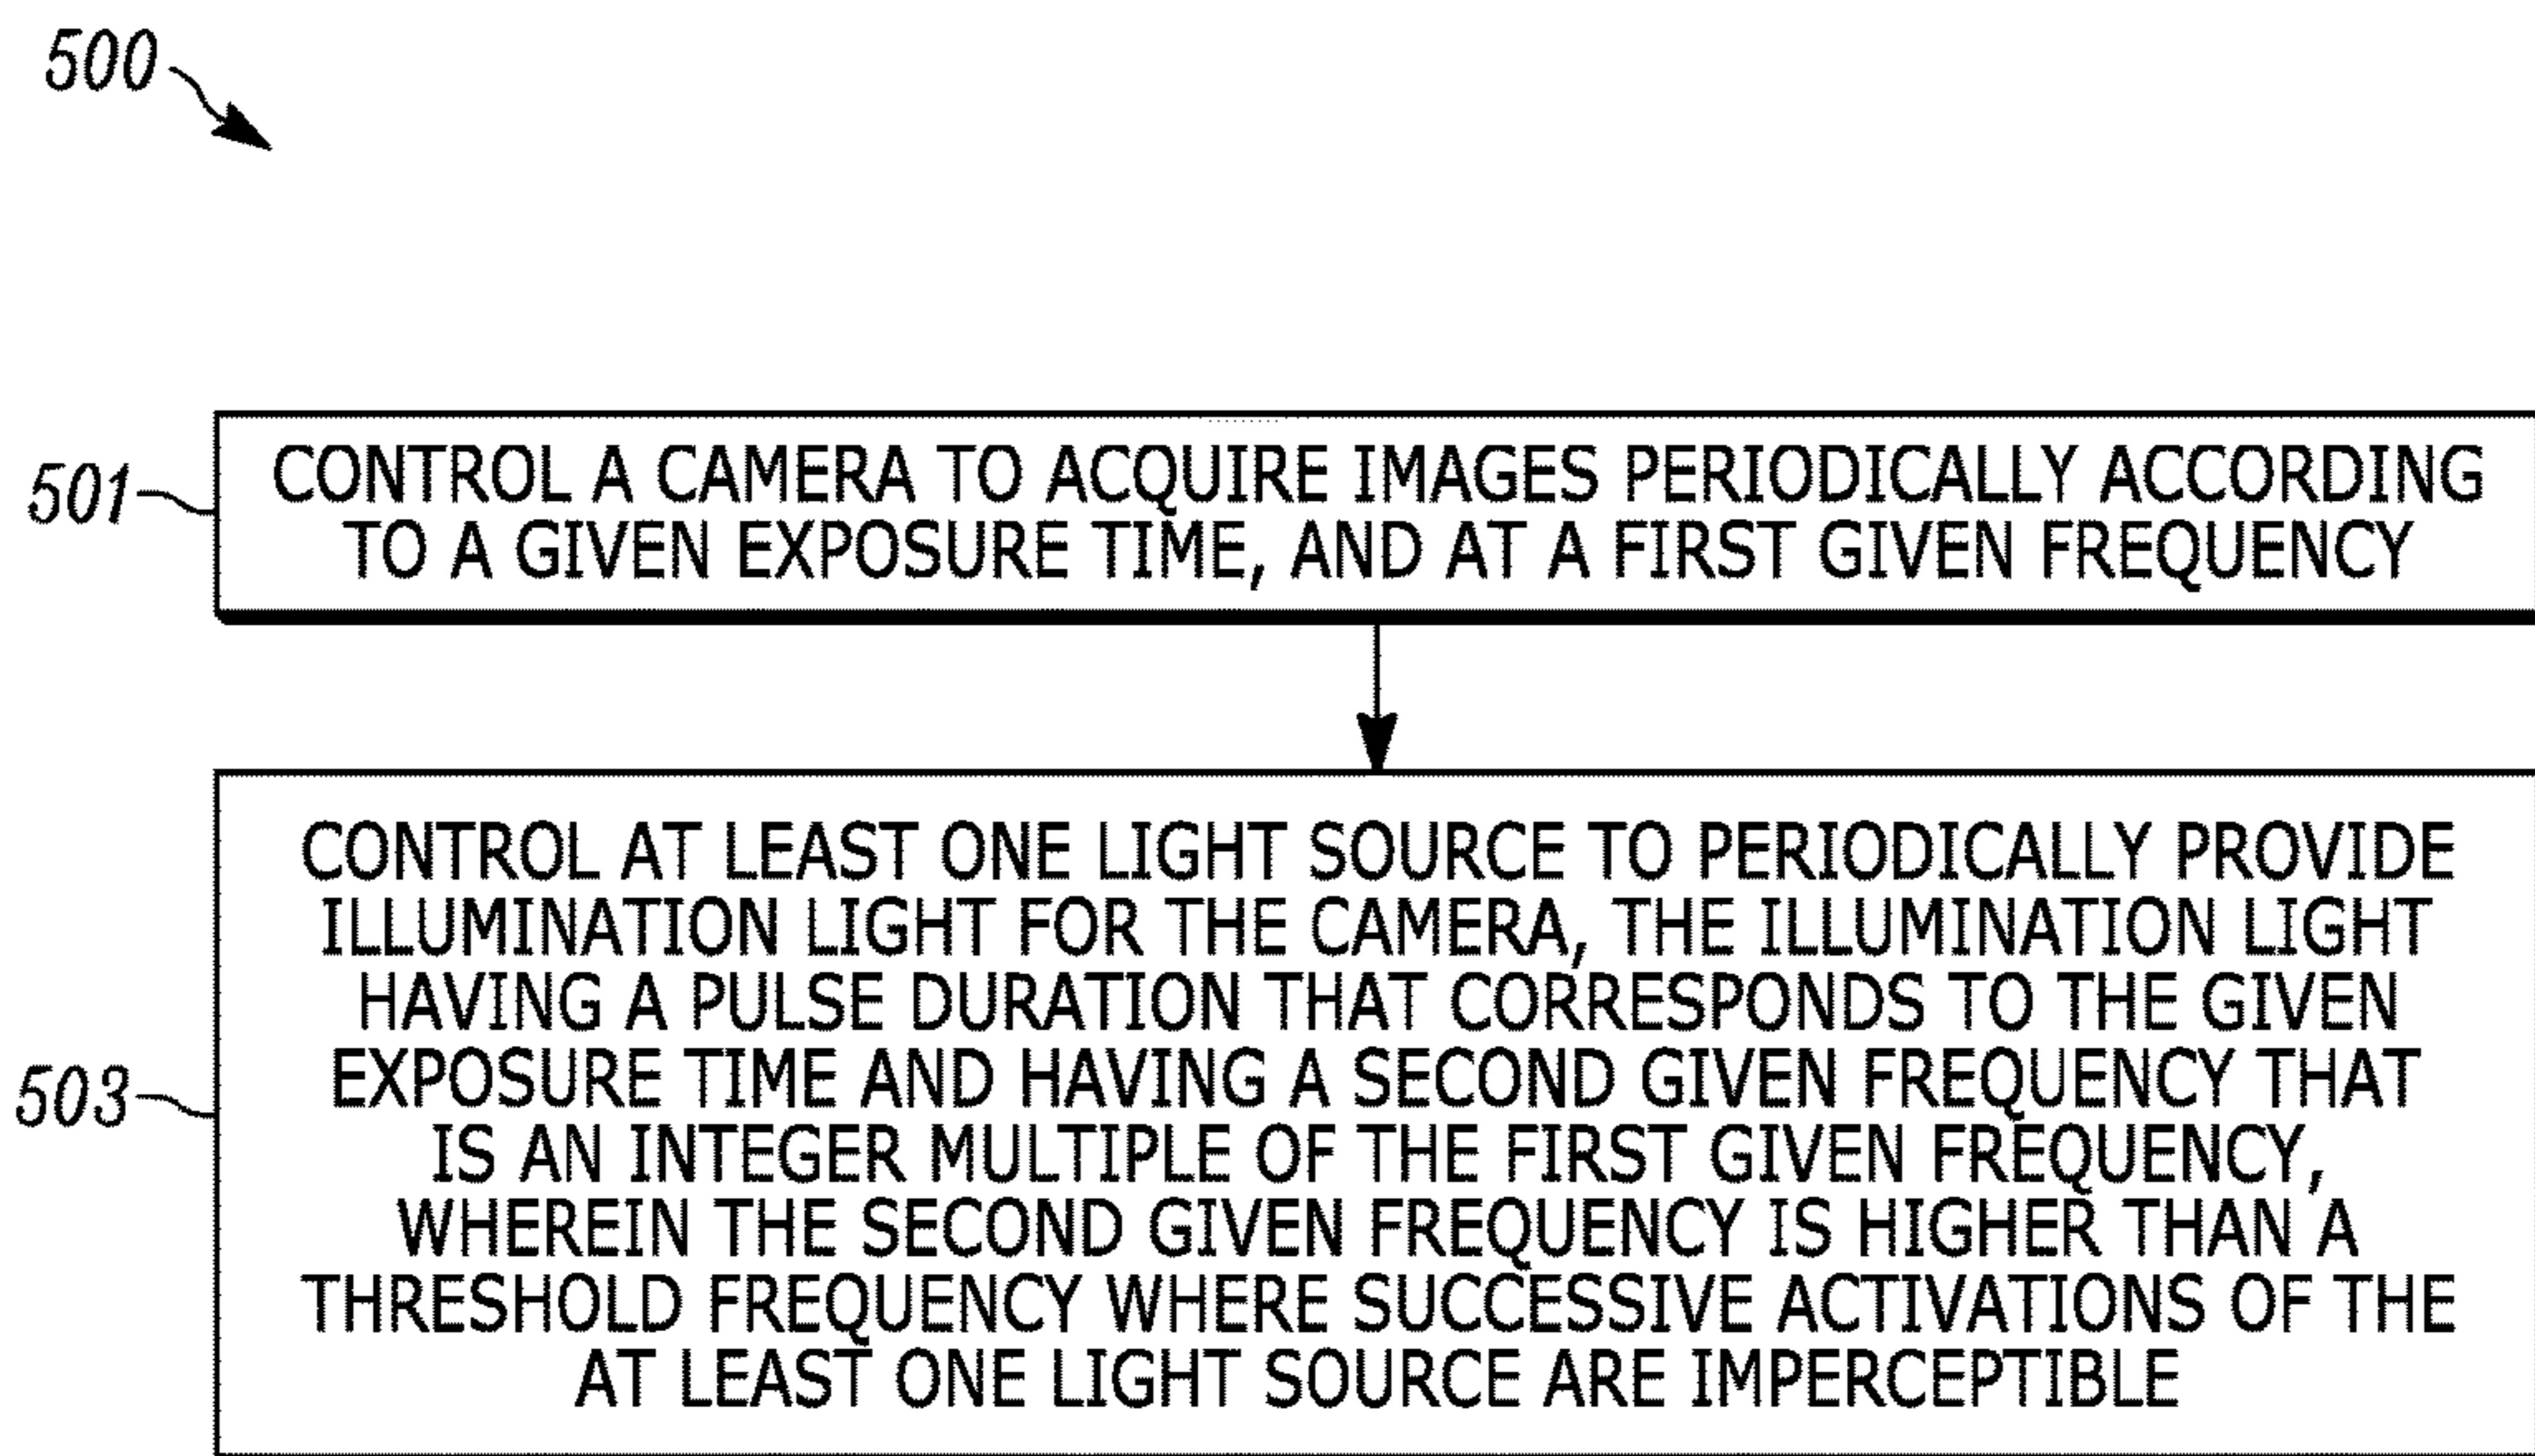 500
501
CONTROL A CAMERA TO ACQUIRE IMAGES PERIODICALLY ACCORDING
TO A GIVEN EXPOSURE TIME, AND AT A FIRST GIVEN FREQUENCY
503
CONTROL AT LEAST ONE LIGHT SOURCE TO PERIODICALLY PROVIDE
ILLUMINATION LIGHT FOR THE CAMERA, THE ILLUMINATION LIGHT
HAVING A PULSE DURATION THAT CORRESPONDS TO THE GIVEN
EXPOSURE TIME AND HAVING A SECOND GIVEN FREQUENCY THAT
IS AN INTEGER MULTIPLE OF THE FIRST GIVEN FREQUENCY,
WHEREIN THE SECOND GIVEN FREQUENCY IS HIGHER THAN A
THRESHOLD FREQUENCY WHERE SUCCESSIVE ACTIVATIONS OF THE
AT LEAST ONE LIGHT SOURCE ARE IMPERCEPTIBLE